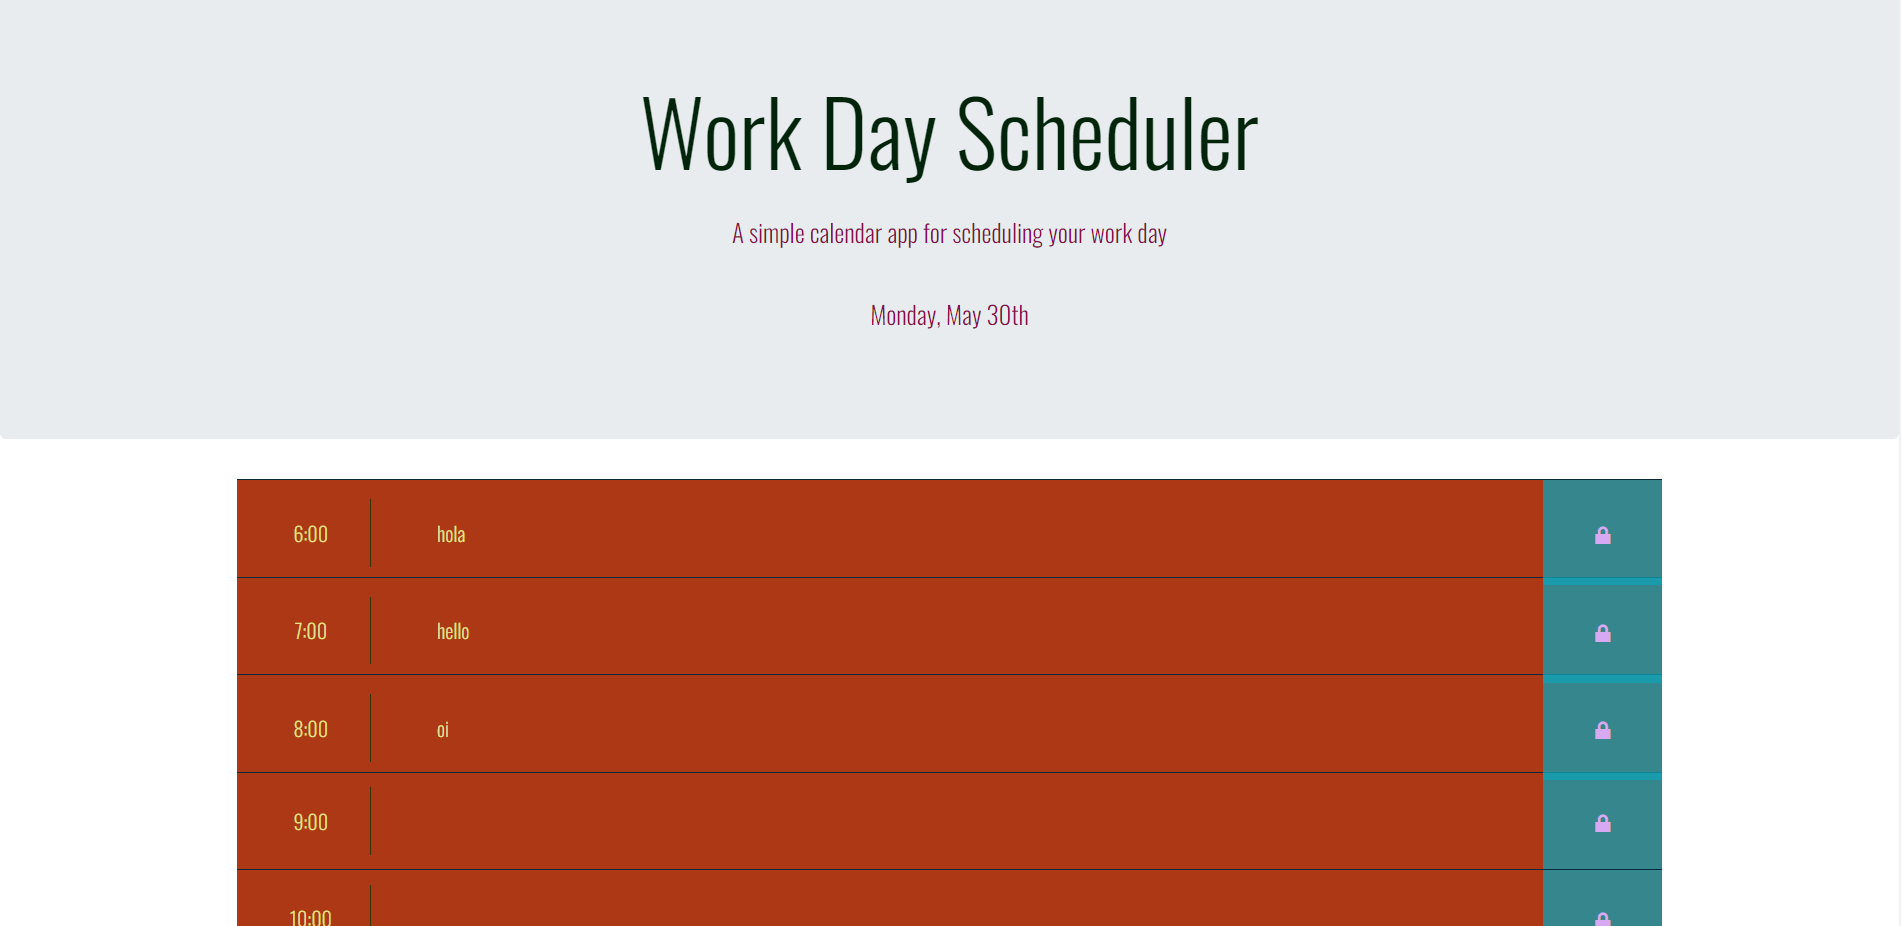 Work Day Scheduler
A simple calendar app for scheduling your work day
Monday, May 30th
6:00 hola
7:00 hello
8:00 oi
9:00
10:00